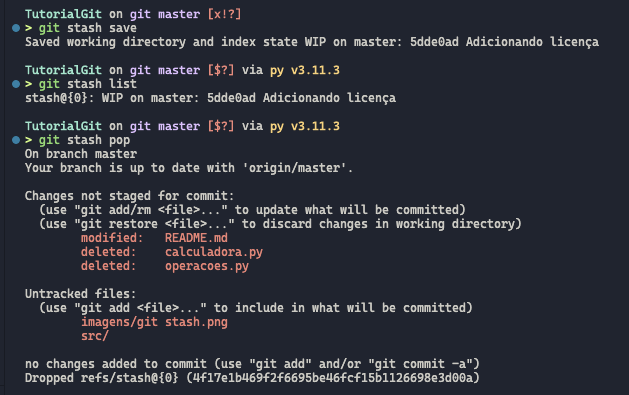 TutorialGit on git master [x!?]
> git stash save
Saved working directory and index state WIP on master: 5dde0ad Adicionando licença
TutorialGit on git master [$?] via py v3.11.3
> git stash list
stash@{0}: WIP on master: 5dde0ad Adicionando licença
TutorialGit on git master [$?] via py v3.11.3
> git stash pop
On branch master
Your branch is up to date with 'origin/master'.
Changes not staged for commit:
(use "git add/rm <file>..." to update what will be committed)
(use "git restore <file>..." to discard changes in working directory)
modified: README.md
deleted: calculadora.py
deleted: operacoes.py
Untracked files:
(use "git add <file>..." to include in what will be committed)
imagens/git stash.png
src/
no changes added to commit (use "git add" and/or "git commit -a")
Dropped refs/stash@{0} (4f17e1b469f2f6695be46fcf15b1126698e3d00a)